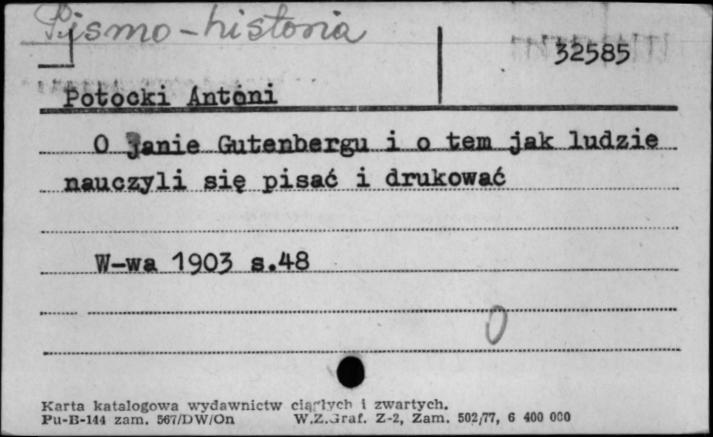 Pismo-historia
32585
Potocki Antoni
O Janie Gutenbergu i o tem jak ludzie
nauczyli się pisać i drukować
W-wa 1903 s.48
0
Karta katalogowa wydawnictw ciągłych i zwartych.
Pu-B-144 zam. 567/DW/On W.Z.Graf. Z-2, Zam. 502/77, 6 400 000